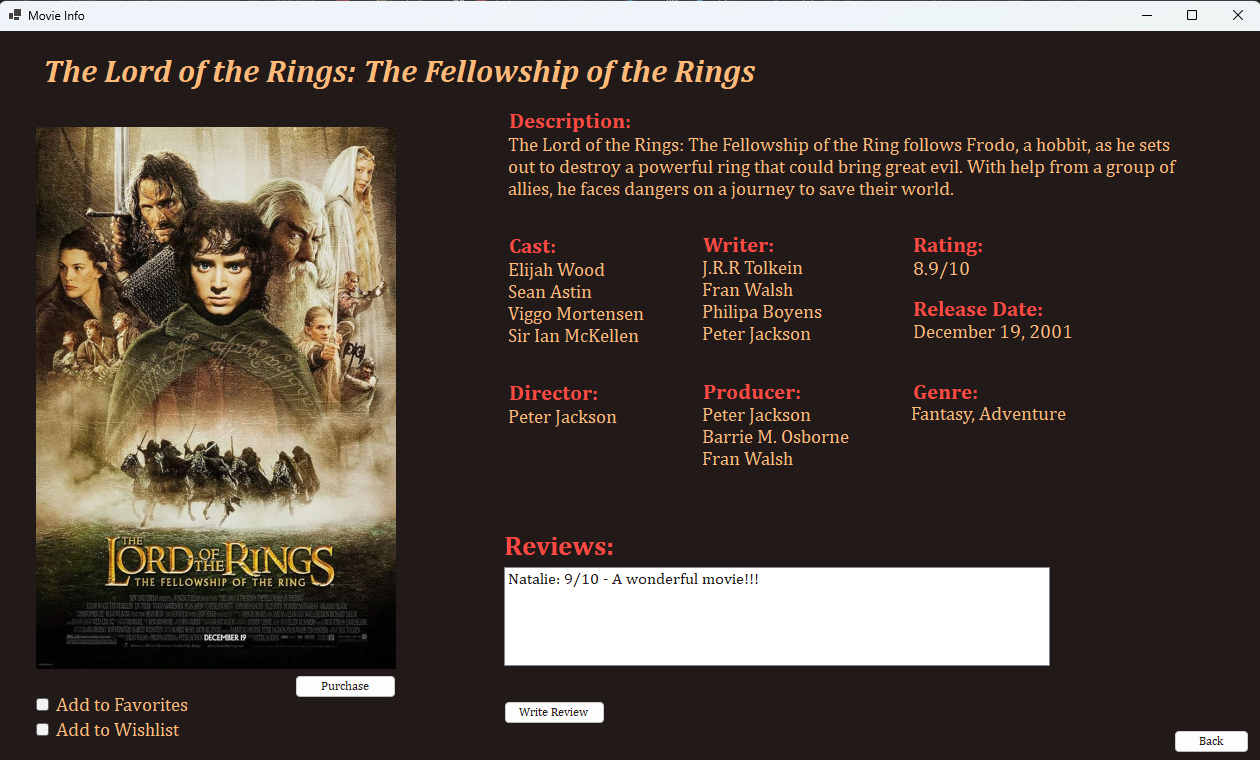 Movie Info
The Lord of the Rings: The Fellowship of the Rings
THE
LORD OF THE RINGS
THE FELLOWSHIP OF THE RING
DECEMBER 19
Purchase
Add to Favorites
Add to Wishlist
Description:
The Lord of the Rings: The Fellowship of the Ring follows Frodo, a hobbit, as he sets
out to destroy a powerful ring that could bring great evil. With help from a group of
allies, he faces dangers on a journey to save their world.
Cast:
Elijah Wood
Sean Astin
Viggo Mortensen
Sir Ian McKellen
Writer:
J.R.R Tolkein
Fran Walsh
Philipa Boyens
Peter Jackson
Rating:
8.9/10
Release Date:
December 19, 2001
Director:
Peter Jackson
Producer:
Peter Jackson
Barrie M. Osborne
Fran Walsh
Genre:
Fantasy, Adventure
Reviews:
Natalie: 9/10 - A wonderful movie!!!
Write Review
Back